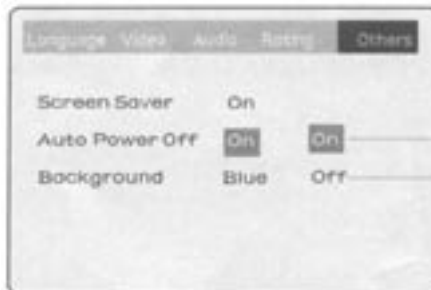 Language Video Audio Rating Others
Screen Saver On
Auto Power Off On On
Background Blue Off